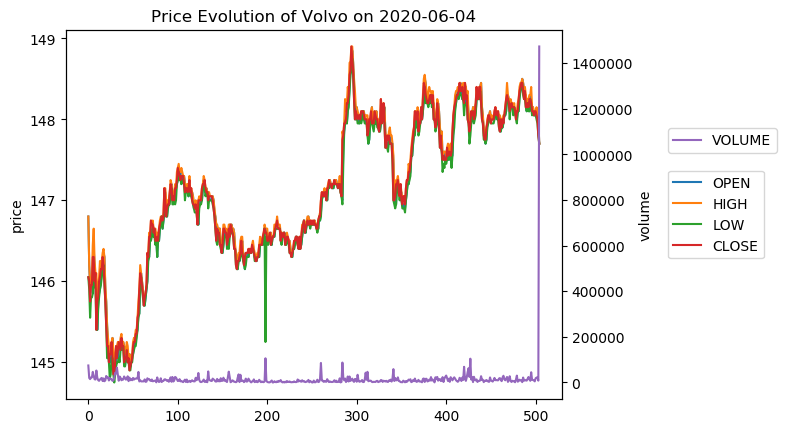 Price Evolution of Volvo on 2020-06-04
149
148
147
146
145
price
0
100
200
300
400
500
1400000
1200000
1000000
800000
600000
400000
200000
0
volume
VOLUME
OPEN
HIGH
LOW
CLOSE